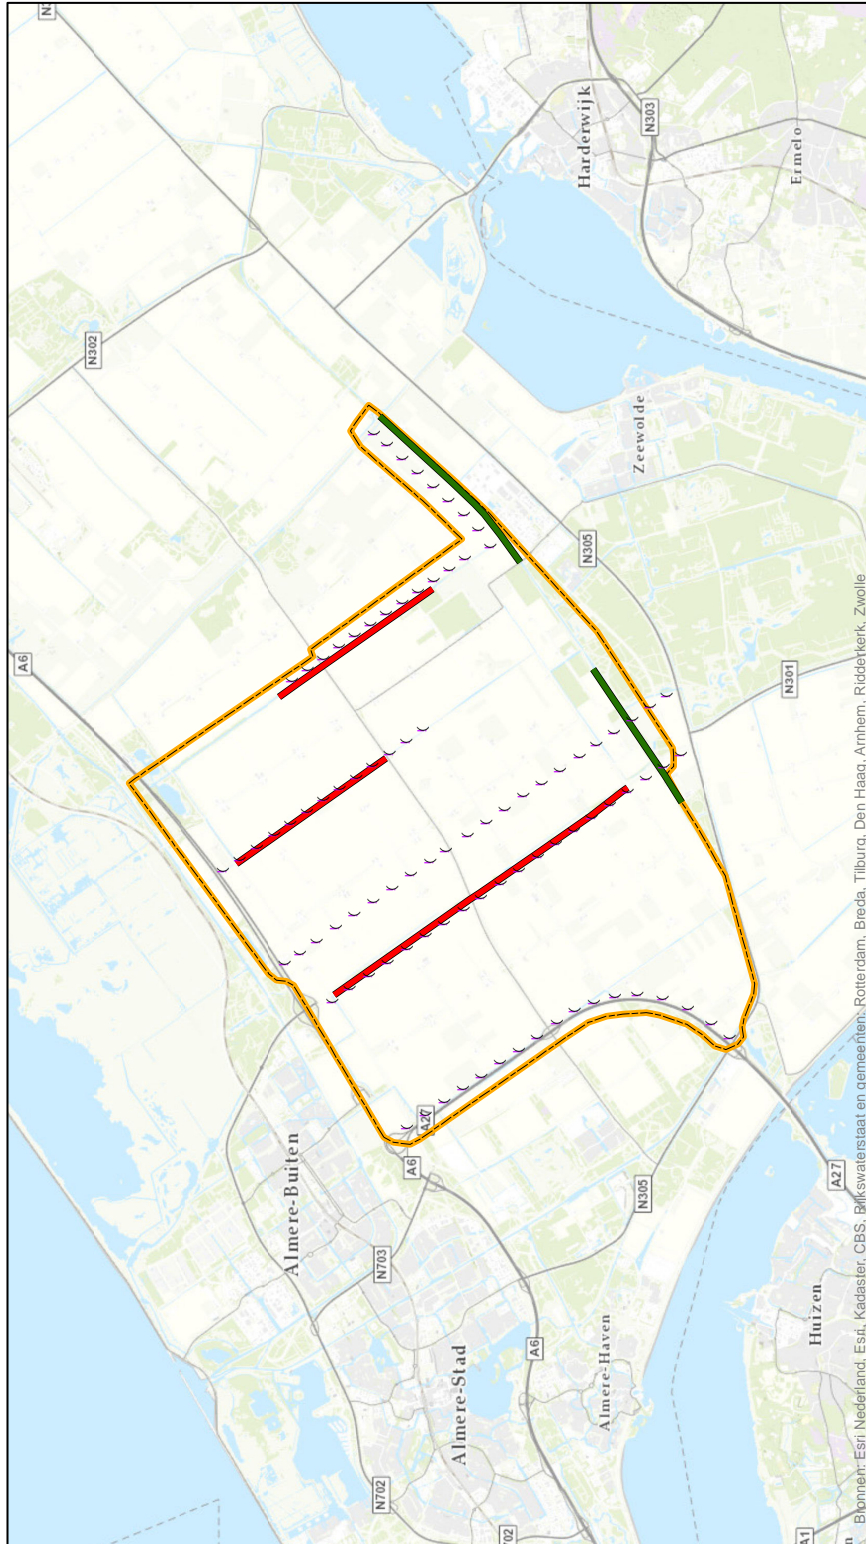 N302
A6
Harderwijk
N303
Ermelo
Zeewolde
N305
N301
A27
A6
Almere-Buiten
N703
N305
A27
Almere-Stad
A6
Almere-Haven
Huizen
N702
A1
Bronnen: Esri Nederland, Esri, Kadaster, CBS, Rijkswaterstaat en gemeenten: Rotterdam, Breda, Tilburg, Den Haag, Arnhem, Ridderkerk, Zwolle